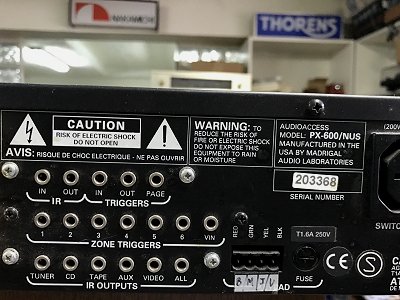 NAKAMICHI
THORENS
CAUTION
RISK OF ELECTRIC SHOCK
DO NOT OPEN
AVIS: RISQUE DE CHOC ELECTRIQUE - NE PAS OUVRIR
WARNING: TO
REDUCE THE RISK OF
FIRE OR ELECTRIC SHOCK
DO NOT EXPOSE THIS
EQUIPMENT TO RAIN
OR MOISTURE
AUDIOACCESS
MODEL: PX-600/NUS
MANUFACTURED IN THE
USA BY MADRIGAL
AUDIO LABORATORIES
203368
SERIAL NUMBER
(200V
SWITC
IN OUT IN OUT PAGE
IR TRIGGERS
1 2 3 4 5 6 VIN
ZONE TRIGGERS
TUNER CD TAPE AUX VIDEO ALL
IR OUTPUTS
RED GRN YEL BLK
AD
T1.6A 250V
FUSE